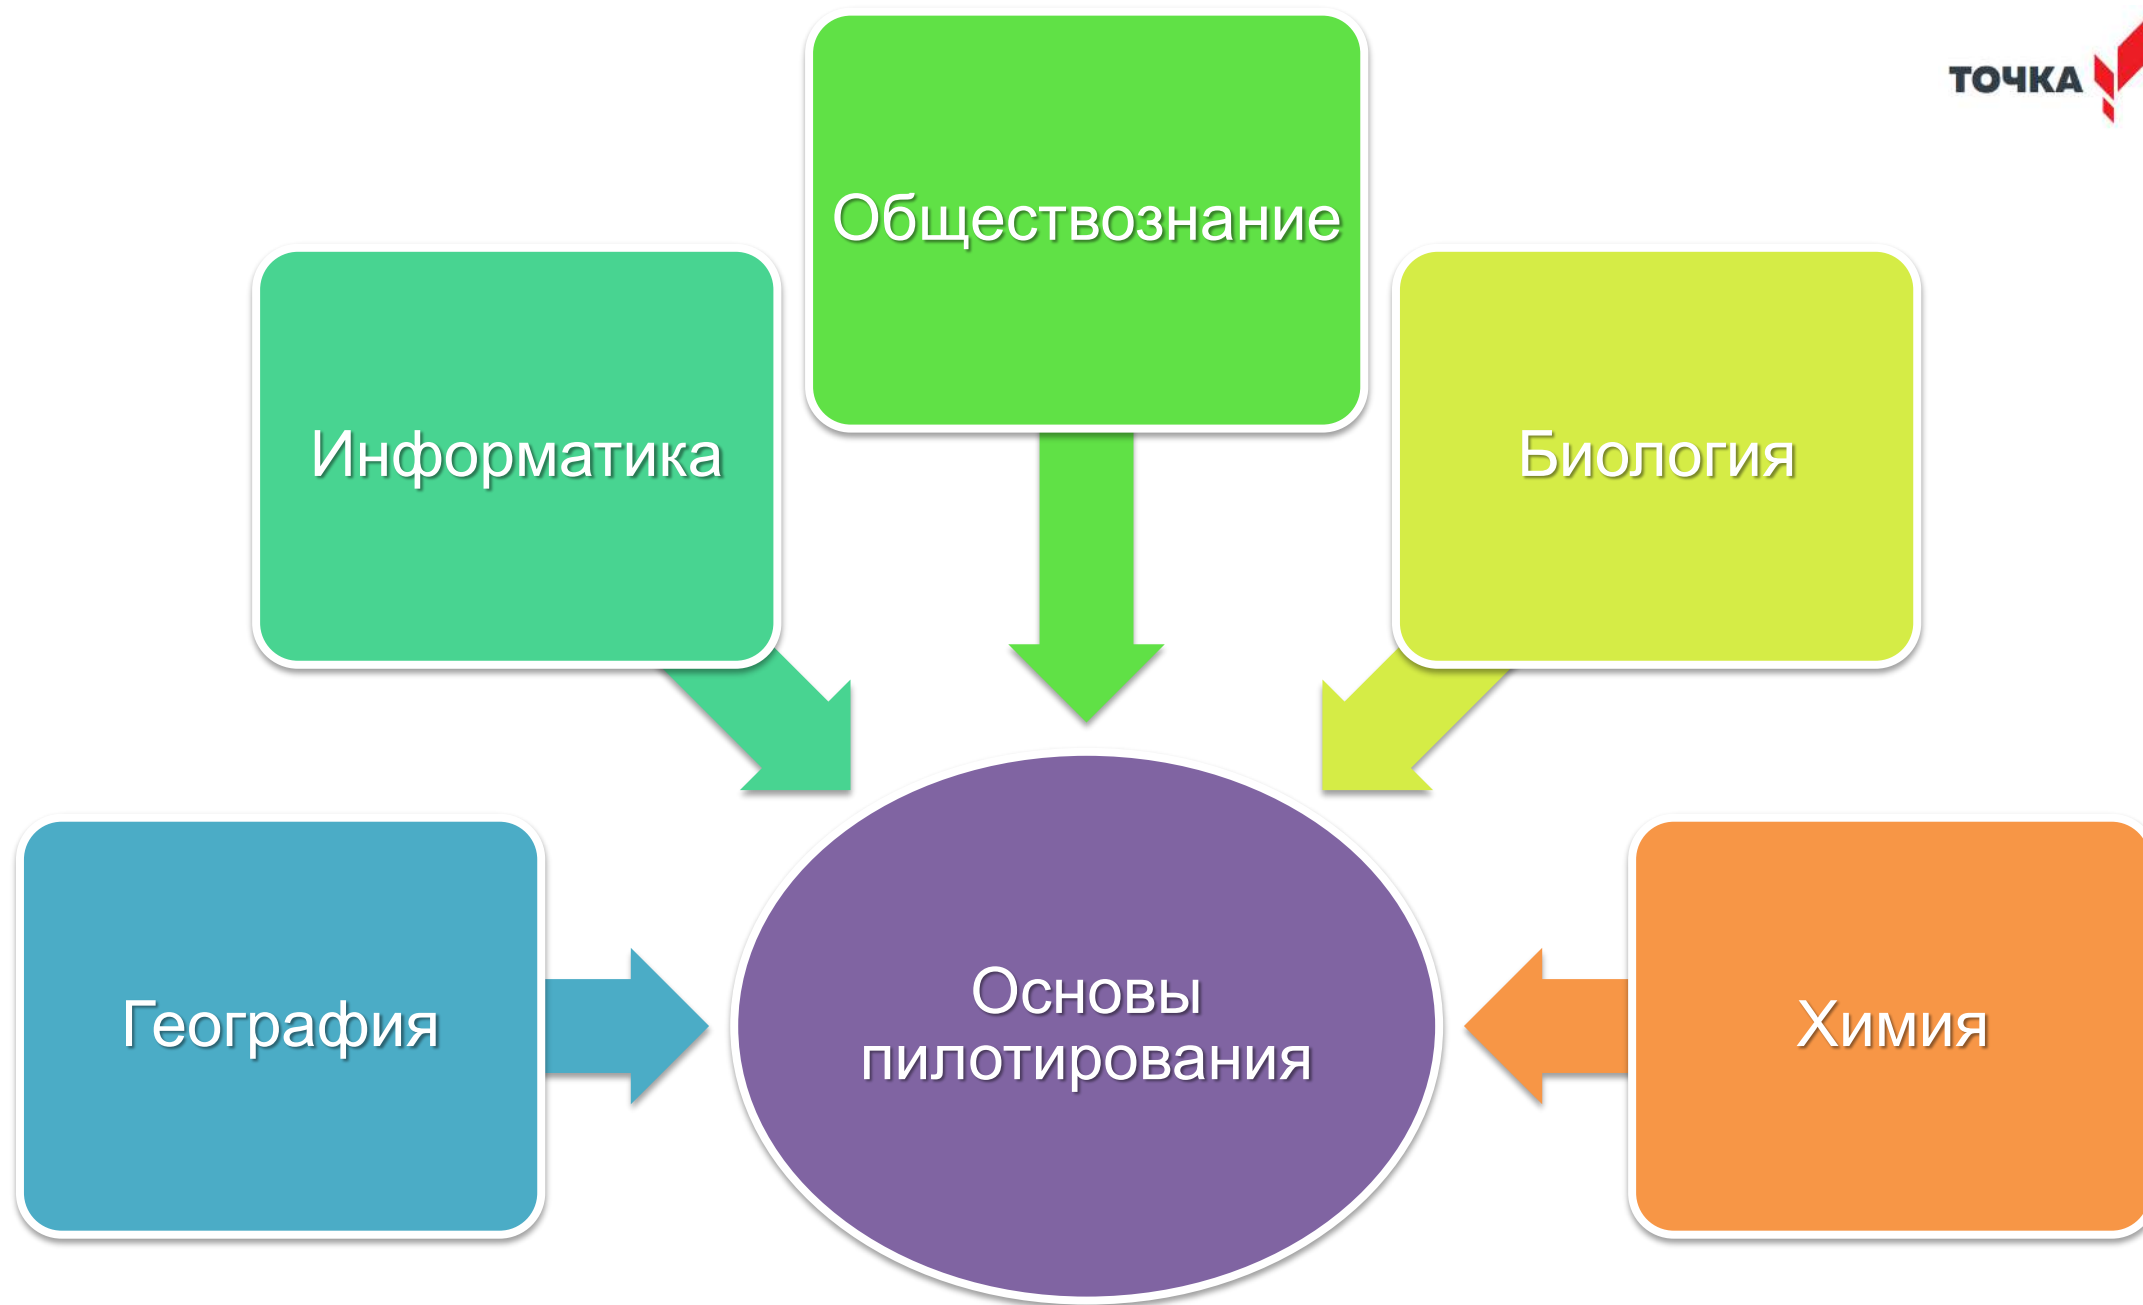 Обществознание
ТОЧКА
Информатика
Биология
География
Основы
пилотирования
Химия